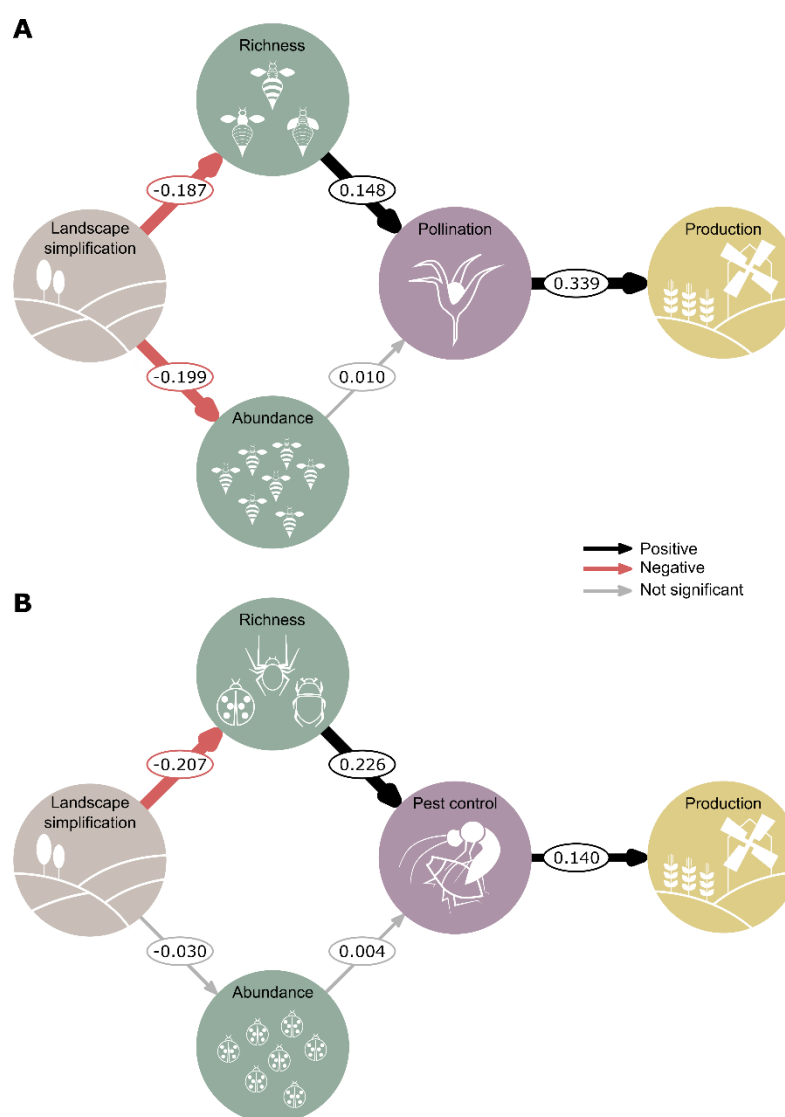 A
Richness
-0.187
0.148
Landscape
simplification
Pollination
Production
0.339
-0.199
0.010
Abundance
Positive
Negative
Not significant
B
Richness
-0.207
0.226
Landscape
simplification
Pest control
Production
0.140
-0.030
0.004
Abundance